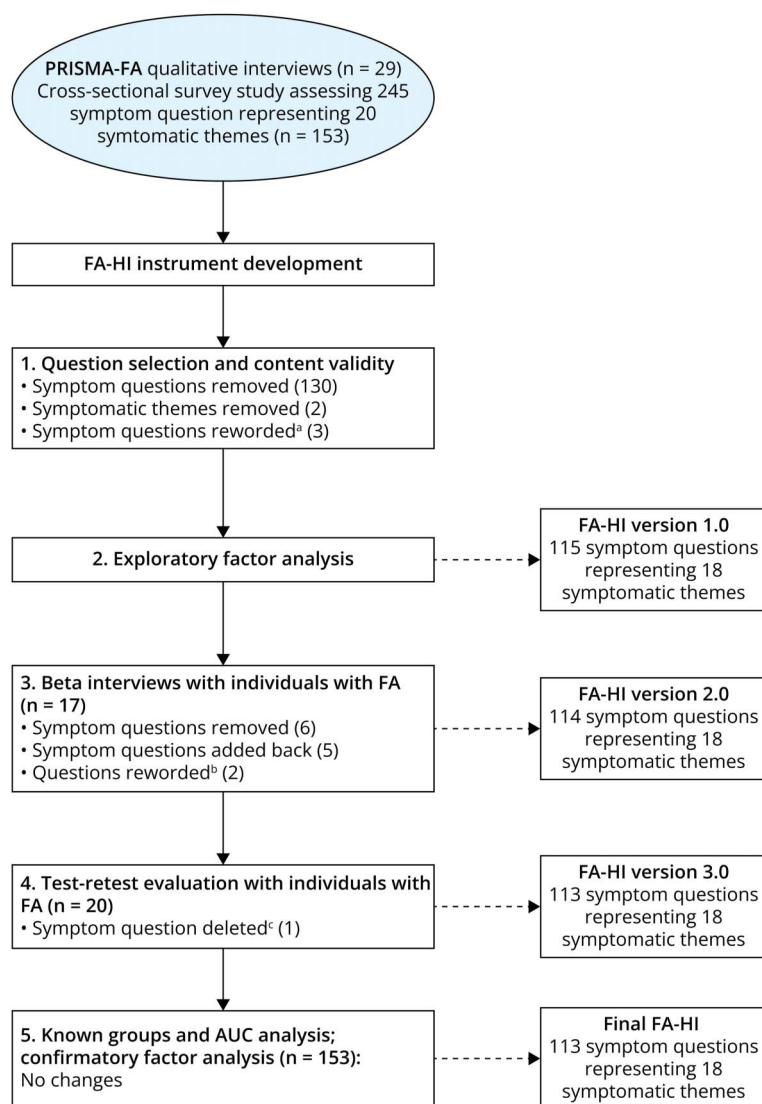 PRISMA-FA qualitative interviews (n = 29)
Cross-sectional survey study assessing 245
symptom question representing 20
symtomatic themes (n = 153)
FA-HI instrument development
1. Question selection and content validity
• Symptom questions removed (130)
• Symptomatic themes removed (2)
• Symptom questions rewordedᵃ (3)
2. Exploratory factor analysis
FA-HI version 1.0
115 symptom questions
representing 18
symptomatic themes
3. Beta interviews with individuals with FA
(n = 17)
• Symptom questions removed (6)
• Symptom questions added back (5)
• Questions rewordedᵇ (2)
FA-HI version 2.0
114 symptom questions
representing 18
symptomatic themes
4. Test-retest evaluation with individuals with
FA (n = 20)
• Symptom question deletedᶜ (1)
FA-HI version 3.0
113 symptom questions
representing 18
symptomatic themes
5. Known groups and AUC analysis;
confirmatory factor analysis (n = 153):
No changes
Final FA-HI
113 symptom questions
representing 18
symptomatic themes